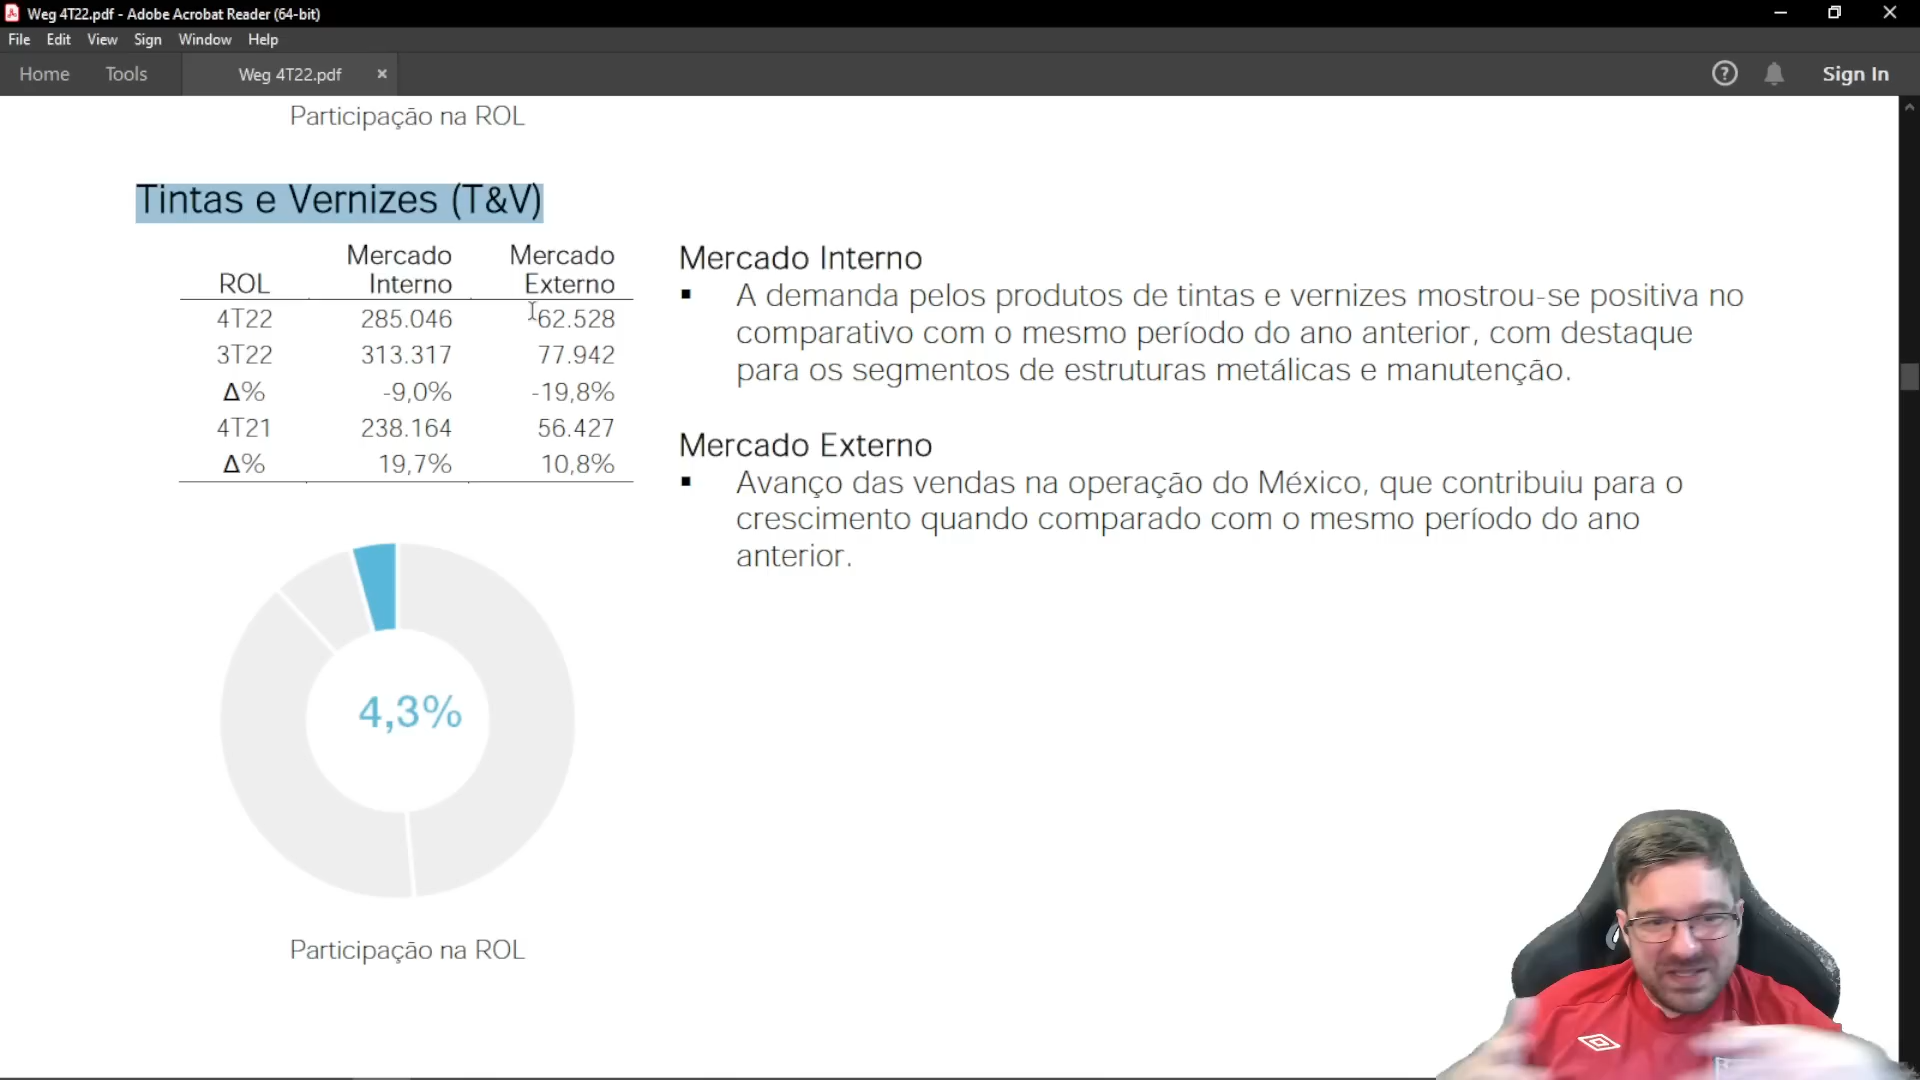 Weg 4T22.pdf - Adobe Acrobat Reader (64-bit)
File Edit View Sign Window Help
Home Tools Weg 4T22.pdf × Sign In
Participação na ROL
Tintas e Vernizes (T&V)
ROL Mercado Interno Mercado Externo
4T22 285.046 62.528
3T22 313.317 77.942
Δ% -9,0% -19,8%
4T21 238.164 56.427
Δ% 19,7% 10,8%
4,3%
Participação na ROL
Mercado Interno
▪ A demanda pelos produtos de tintas e vernizes mostrou-se positiva no
comparativo com o mesmo período do ano anterior, com destaque
para os segmentos de estruturas metálicas e manutenção.
Mercado Externo
▪ Avanço das vendas na operação do México, que contribuiu para o
crescimento quando comparado com o mesmo período do ano
anterior.